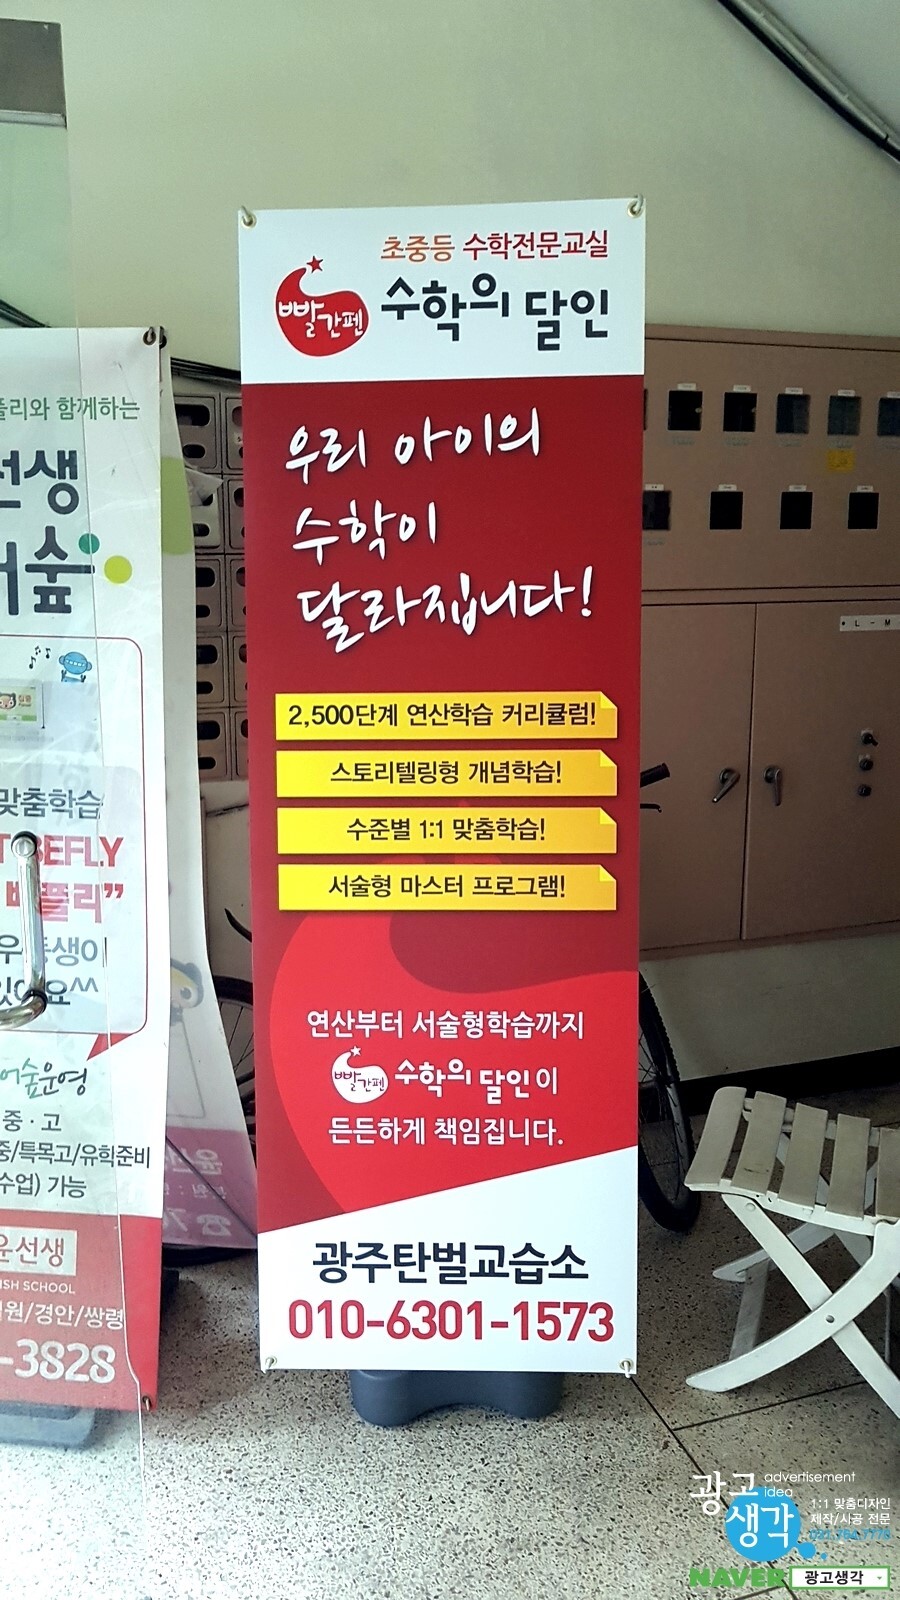 초중등 수학전문교실
빨간펜 수학의 달인
우리 아이의
수학이
달라집니다!
2,500단계 연산학습 커리큘럼!
스토리텔링형 개념학습!
수준별 1:1 맞춤학습!
서술형 마스터 프로그램!
연산부터 서술형학습까지
빨간펜 수학의 달인이
든든하게 책임집니다.
광주탄벌교습소
010-6301-1573
플리와 함께하는
선생
숲
맞춤학습
BEFLY
플리”
운영
중·고
중/특목고/유학준비
수업) 가능
윤선생
ISH SCHOOL
원/경안/쌍령
-3828
L - M
광고 advertisement
idea
생각 1:1 맞춤디자인
제작/시공 전문
NAVER 광고생각